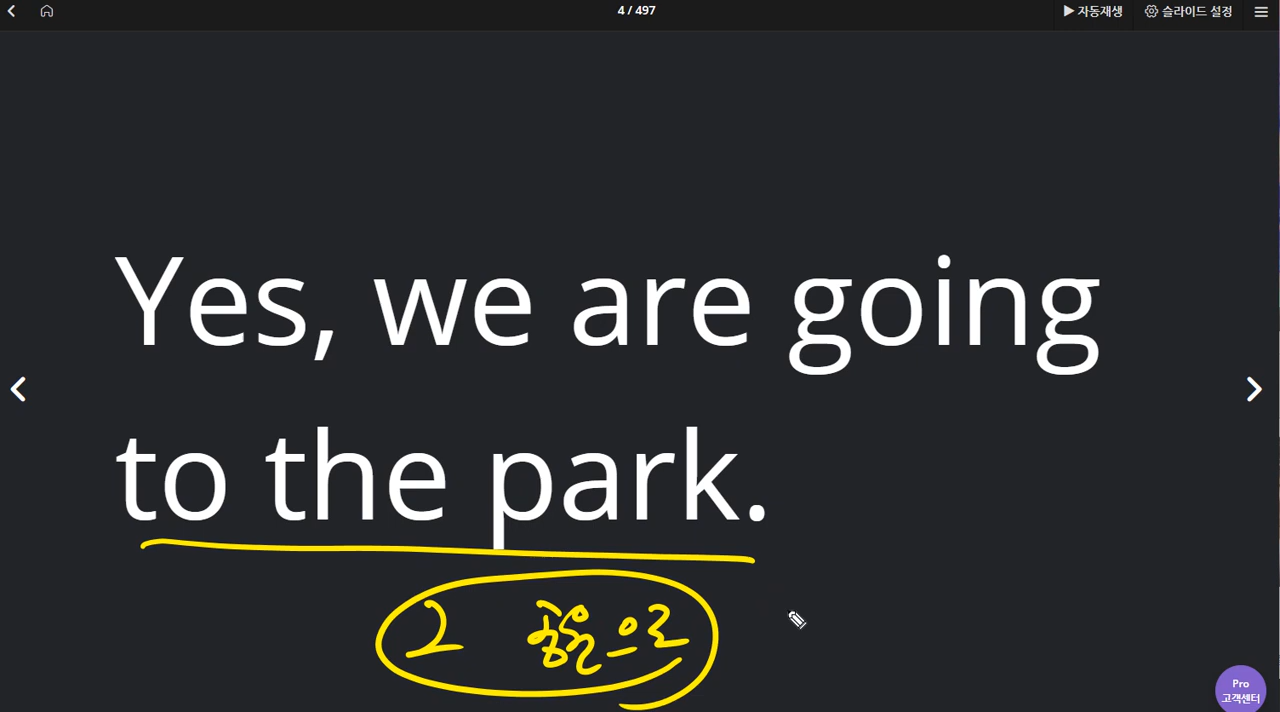 4 / 497
자동재생
슬라이드 설정
Yes, we are going
to the park.
그 공원으로
Pro
고객센터